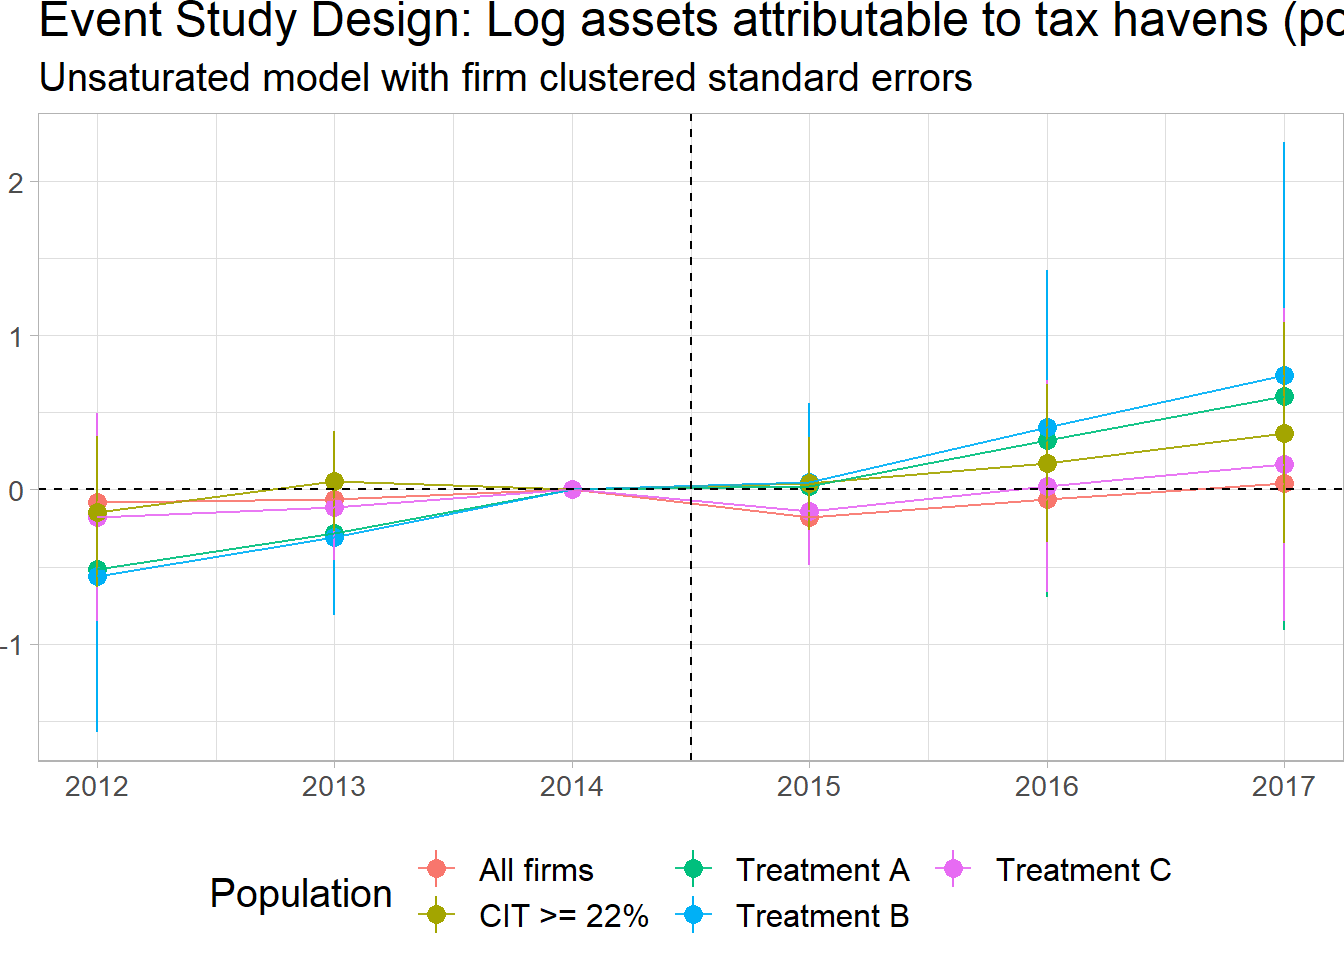 Event Study Design: Log assets attributable to tax havens (po
Unsaturated model with firm clustered standard errors
2
1
0
-1
2012 2013 2014 2015 2016 2017
Population
All firms
Treatment A
Treatment C
CIT >= 22%
Treatment B